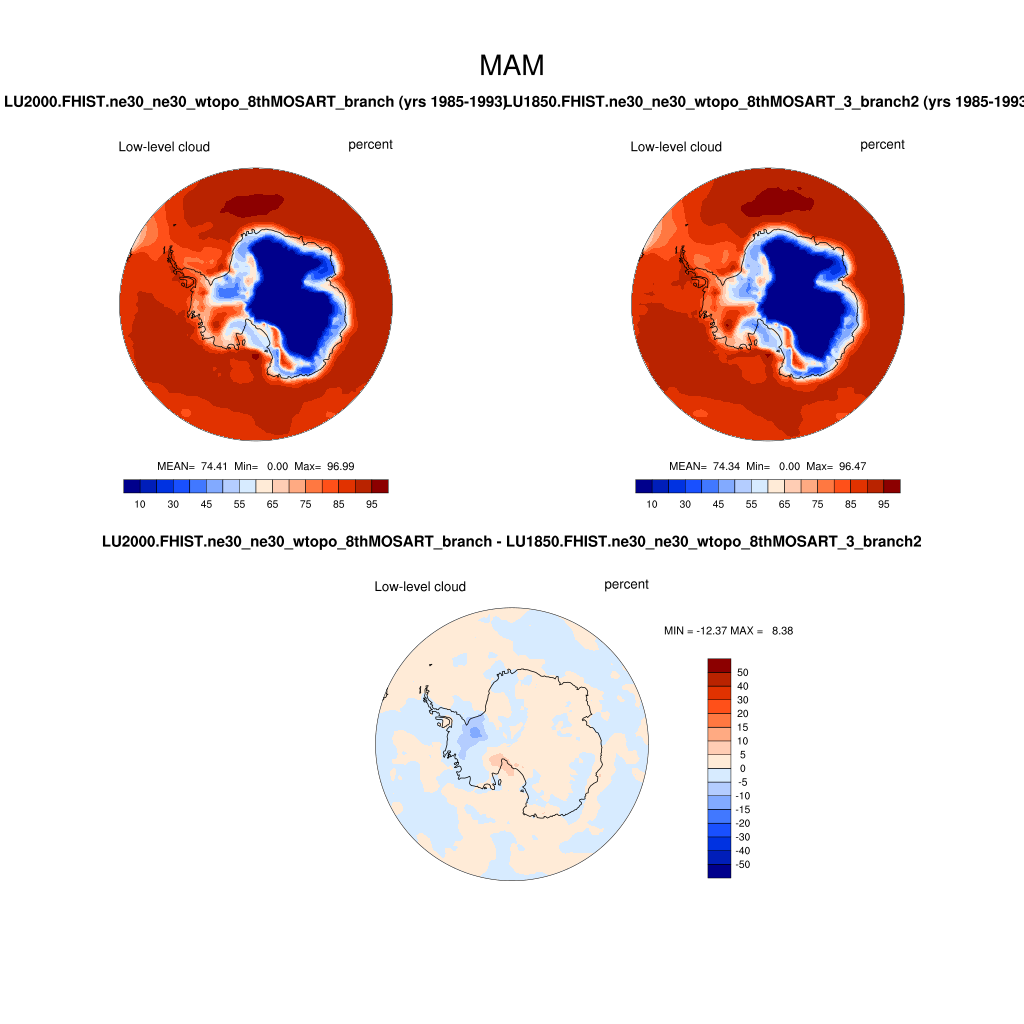 MAM
LU2000.FHIST.ne30_ne30_wtopo_8thMOSART_branch (yrs 1985-1993)
LU1850.FHIST.ne30_ne30_wtopo_8thMOSART_3_branch2 (yrs 1985-1993
Low-level cloud percent
Low-level cloud percent
MEAN= 74.41 Min= 0.00 Max= 96.99
MEAN= 74.34 Min= 0.00 Max= 96.47
10 30 45 55 65 75 85 95
10 30 45 55 65 75 85 95
LU2000.FHIST.ne30_ne30_wtopo_8thMOSART_branch - LU1850.FHIST.ne30_ne30_wtopo_8thMOSART_3_branch2
Low-level cloud percent
MIN = -12.37 MAX = 8.38
50
40
30
20
15
10
5
0
-5
-10
-15
-20
-30
-40
-50